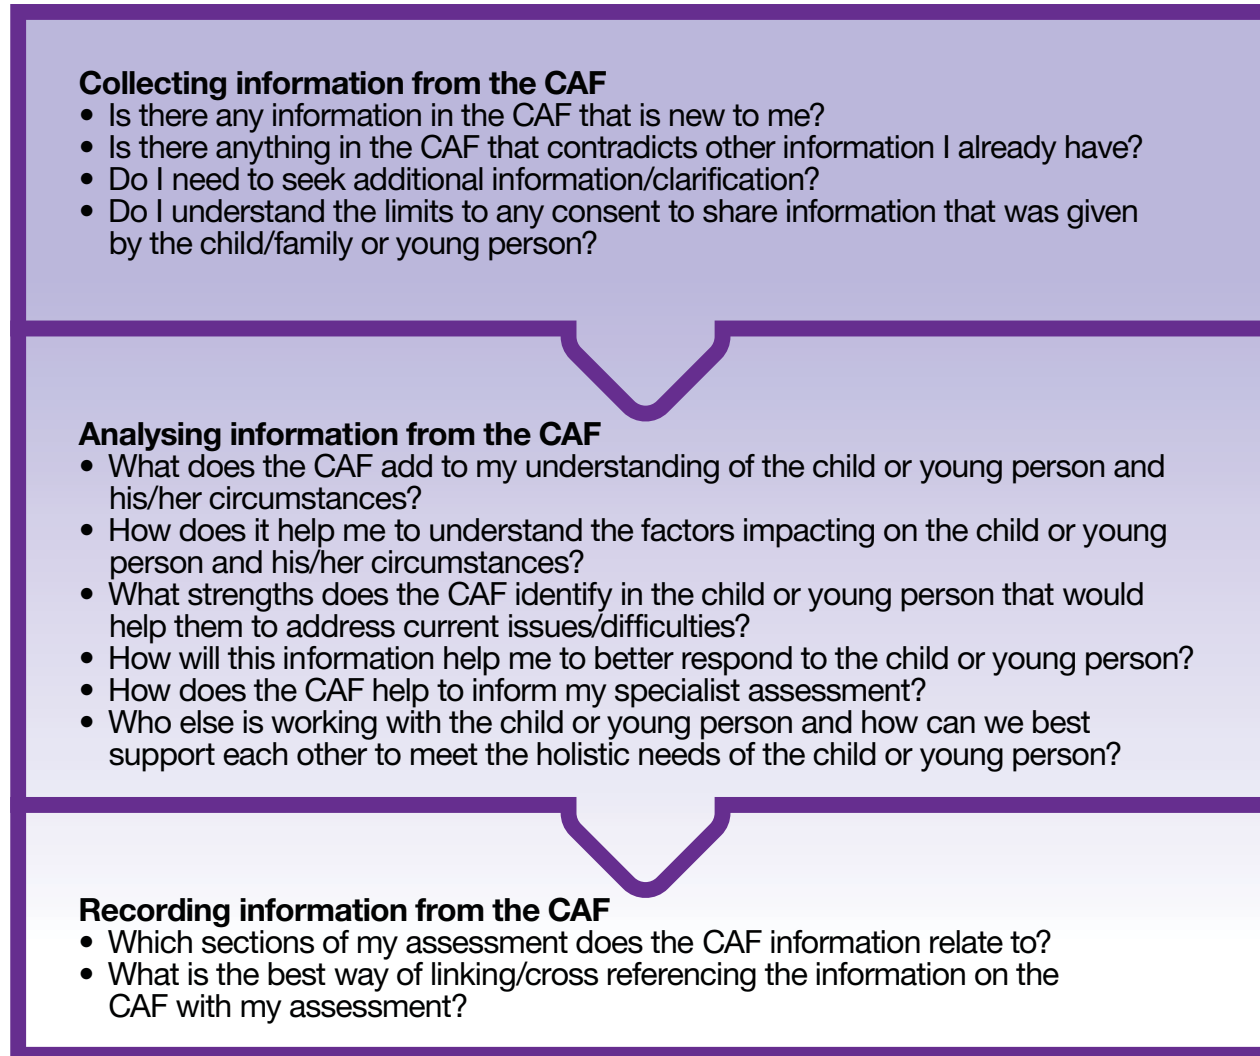 Collecting information from the CAF
• Is there any information in the CAF that is new to me?
• Is there anything in the CAF that contradicts other information I already have?
• Do I need to seek additional information/clarification?
• Do I understand the limits to any consent to share information that was given
by the child/family or young person?
Analysing information from the CAF
• What does the CAF add to my understanding of the child or young person and
his/her circumstances?
• How does it help me to understand the factors impacting on the child or young
person and his/her circumstances?
• What strengths does the CAF identify in the child or young person that would
help them to address current issues/difficulties?
• How will this information help me to better respond to the child or young person?
• How does the CAF help to inform my specialist assessment?
• Who else is working with the child or young person and how can we best
support each other to meet the holistic needs of the child or young person?
Recording information from the CAF
• Which sections of my assessment does the CAF information relate to?
• What is the best way of linking/cross referencing the information on the
CAF with my assessment?